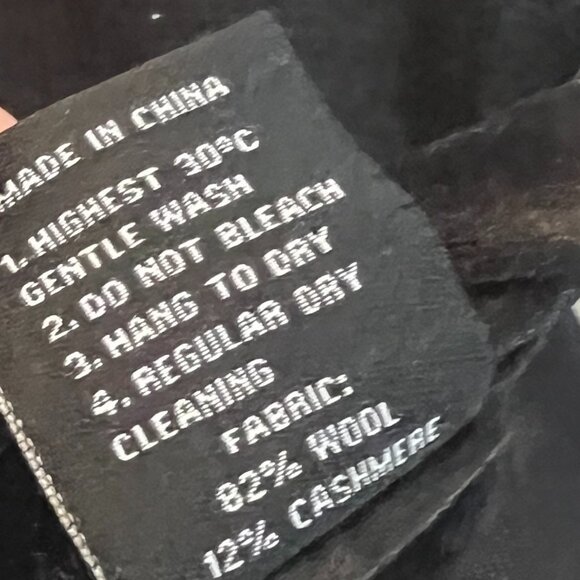 MADE IN CHINA
1. HIGHEST 30°C
GENTLE WASH
2. DO NOT BLEACH
3. HANG TO DRY
4. REGULAR DRY
CLEANING
FABRIC:
82% WOOL
12% CASHMERE